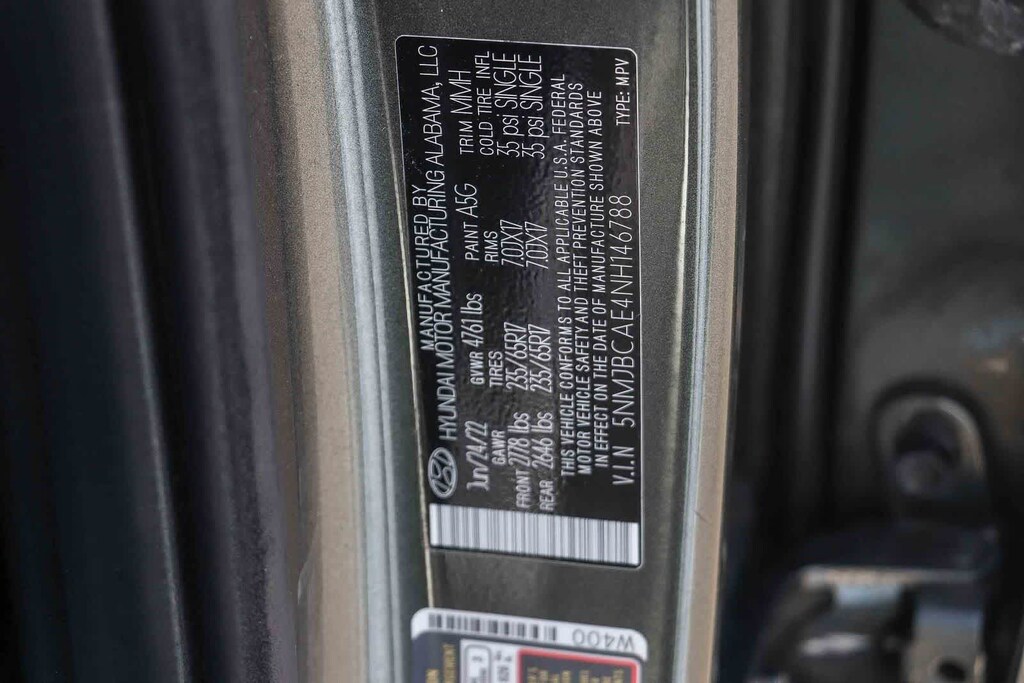 MANUFACTURED BY
HYUNDAI MOTOR MANUFACTURING ALABAMA, LLC
Jun/24/22 GVWR 4761 lbs PAINT A5G TRIM MMH
GAWR TIRES RIMS COLD TIRE INFL
FRONT 2778 lbs 235/65R17 7.0JX17 35 psi SINGLE
REAR 2646 lbs 235/65R17 7.0JX17 35 psi SINGLE
THIS VEHICLE CONFORMS TO ALL APPLICABLE U.S.A. FEDERAL
MOTOR VEHICLE SAFETY AND THEFT PREVENTION STANDARDS
IN EFFECT ON THE DATE OF MANUFACTURE SHOWN ABOVE
V.I.N 5NMJBCAE4NH146788 TYPE: MPV
W400